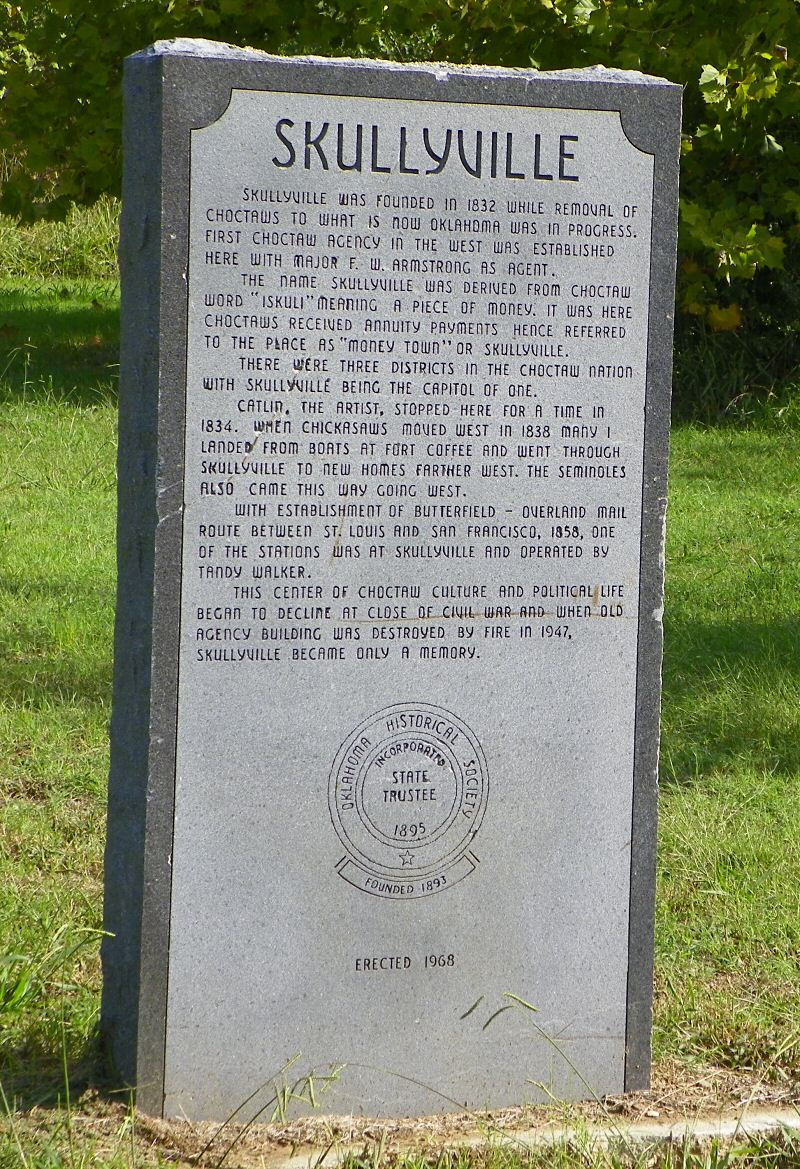 SKULLYVILLE
SKULLYVILLE WAS FOUNDED IN 1832 WHILE REMOVAL OF
CHOCTAWS TO WHAT IS NOW OKLAHOMA WAS IN PROGRESS.
FIRST CHOCTAW AGENCY IN THE WEST WAS ESTABLISHED
HERE WITH MAJOR F. W. ARMSTRONG AS AGENT.
THE NAME SKULLYVILLE WAS DERIVED FROM CHOCTAW
WORD "ISKULI" MEANING A PIECE OF MONEY. IT WAS HERE
CHOCTAWS RECEIVED ANNUITY PAYMENTS HENCE REFERRED
TO THE PLACE AS "MONEY TOWN" OR SKULLYVILLE.
THERE WERE THREE DISTRICTS IN THE CHOCTAW NATION
WITH SKULLYVILLE BEING THE CAPITOL OF ONE.
CATLIN, THE ARTIST, STOPPED HERE FOR A TIME IN
1834. WHEN CHICKASAWS MOVED WEST IN 1838 MANY I
LANDED FROM BOATS AT FORT COFFEE AND WENT THROUGH
SKULLYVILLE TO NEW HOMES FARTHER WEST. THE SEMINOLES
ALSO CAME THIS WAY GOING WEST.
WITH ESTABLISHMENT OF BUTTERFIELD - OVERLAND MAIL
ROUTE BETWEEN ST. LOUIS AND SAN FRANCISCO, 1858, ONE
OF THE STATIONS WAS AT SKULLYVILLE AND OPERATED BY
TANDY WALKER.
THIS CENTER OF CHOCTAW CULTURE AND POLITICAL LIFE
BEGAN TO DECLINE AT CLOSE OF CIVIL WAR AND WHEN OLD
AGENCY BUILDING WAS DESTROYED BY FIRE IN 1947,
SKULLYVILLE BECAME ONLY A MEMORY.
OKLAHOMA HISTORICAL SOCIETY
INCORPORATED
STATE
TRUSTEE
1895
FOUNDED 1893
ERECTED 1968